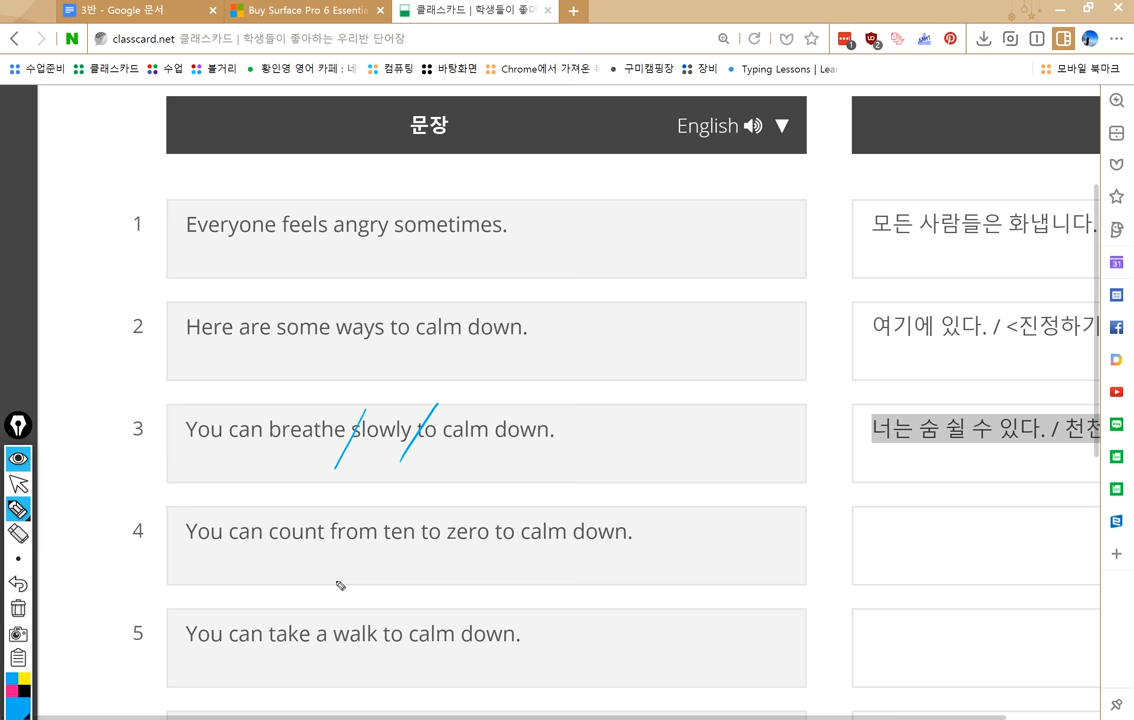 3반 - Google 문서
Buy Surface Pro 6 Essentia
클래스카드 | 학생들이 좋아
N
classcard.net 클래스카드 | 학생들이 좋아하는 우리반 단어장
1
2
수업준비
클래스카드
수업
볼거리
황인영 영어 카페 : 네
컴퓨팅
바탕화면
Chrome에서 가져온
구미캠핑장
장비
Typing Lessons | Lear
모바일 북마크
문장
English
1
Everyone feels angry sometimes.
모든 사람들은 화냅니다.
2
Here are some ways to calm down.
여기에 있다. / <진정하기
3
You can breathe slowly to calm down.
너는 숨 쉴 수 있다. / 천천
4
You can count from ten to zero to calm down.
5
You can take a walk to calm down.
31